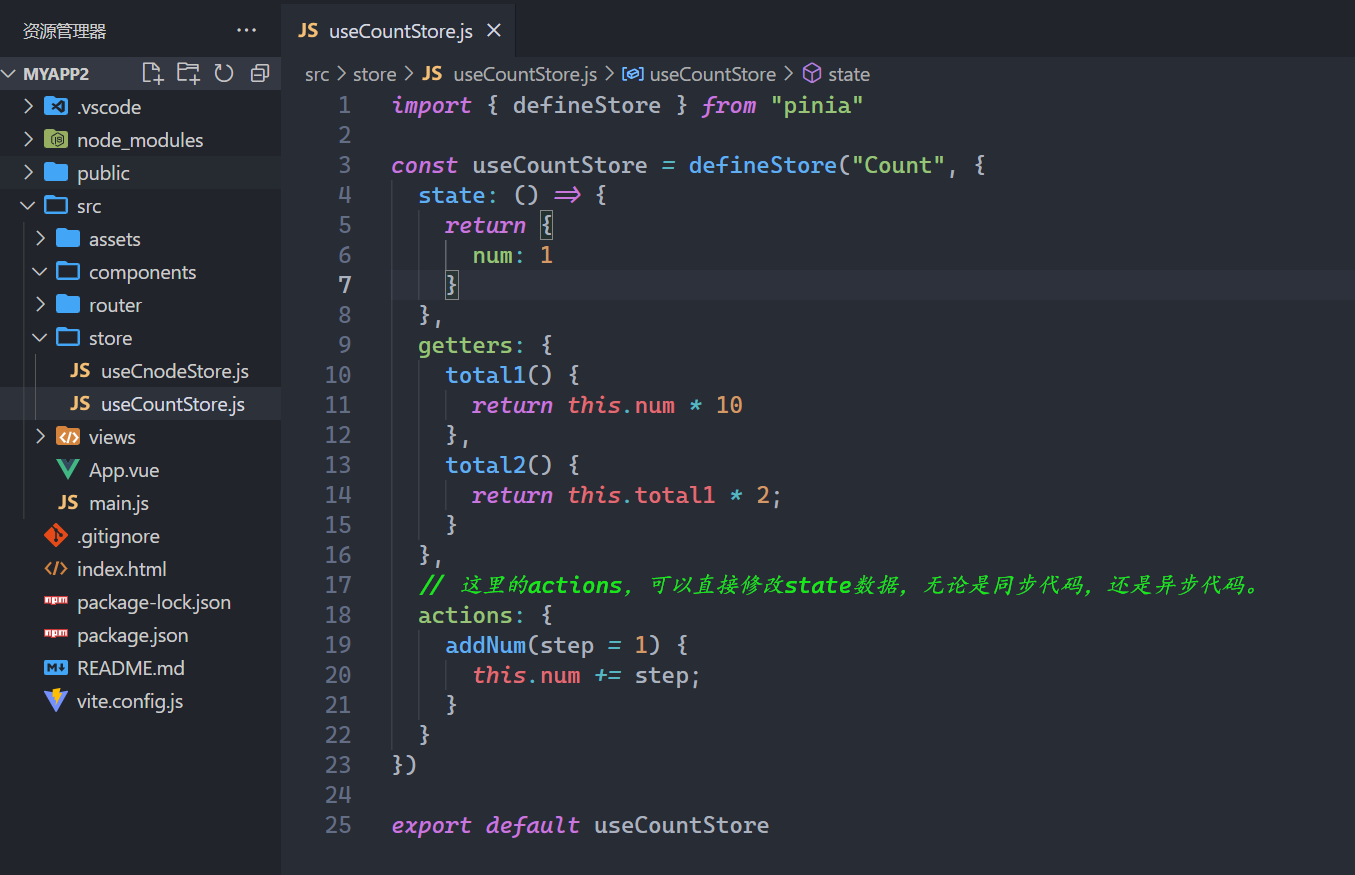 资源管理器 ···
MYAPP2
.vscode
node_modules
public
src
assets
components
router
store
JS useCnodeStore.js
JS useCountStore.js
views
App.vue
JS main.js
.gitignore
index.html
npm package-lock.json
npm package.json
M README.md
vite.config.js
JS useCountStore.js
src > store > JS useCountStore.js > useCountStore > state
1 import { defineStore } from "pinia"
2
3 const useCountStore = defineStore("Count", {
4 state: () => {
5 return {
6 num: 1
7 }
8 },
9 getters: {
10 total1() {
11 return this.num * 10
12 },
13 total2() {
14 return this.total1 * 2;
15 }
16 },
17 // 这里的actions，可以直接修改state数据，无论是同步代码，还是异步代码。
18 actions: {
19 addNum(step = 1) {
20 this.num += step;
21 }
22 }
23 })
24
25 export default useCountStore